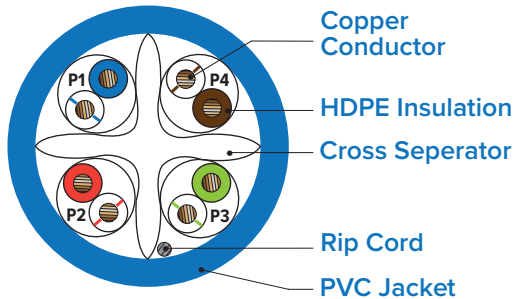 Copper
Conductor
P1
P4
HDPE Insulation
Cross Seperator
P2
P3
Rip Cord
PVC Jacket